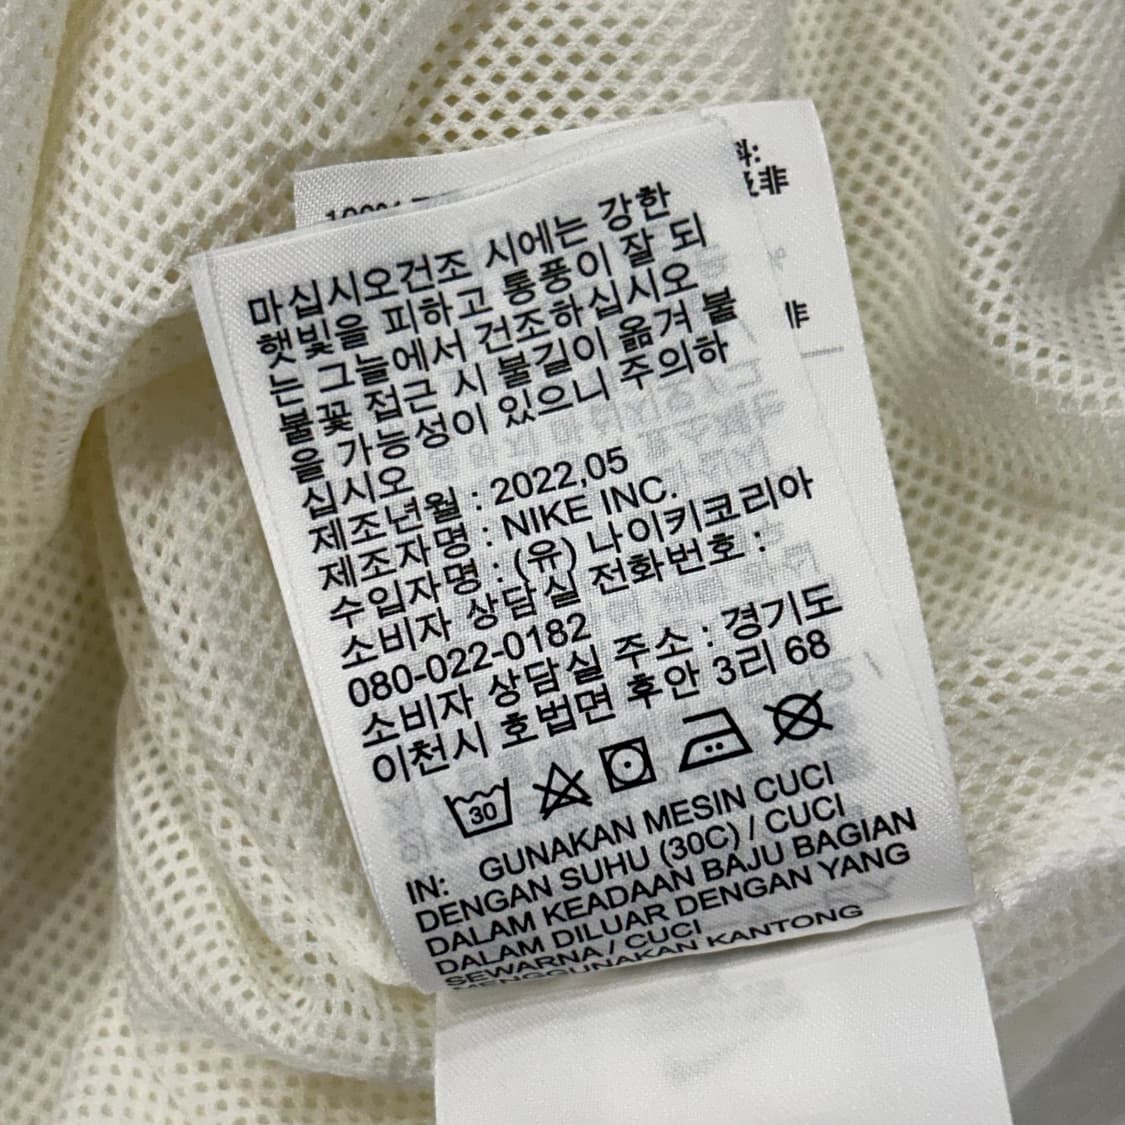 100%
料:
非
非
마십시오건조 시에는 강한
햇빛을 피하고 통풍이 잘 되
는 그늘에서 건조하십시오
불꽃 접근 시 불길이 옮겨 붙
을 가능성이 있으니 주의하
십시오
제조년월 : 2022,05
제조자명 : NIKE INC.
수입자명 : (유) 나이키코리아
소비자 상담실 전화번호 :
080-022-0182
소비자 상담실 주소 : 경기도
이천시 호법면 후안 3리 68
30
IN: GUNAKAN MESIN CUCI
DENGAN SUHU (30C) / CUCI
DALAM KEADAAN BAJU BAGIAN
DALAM DILUAR DENGAN YANG
SEWARNA / CUCI
MENGGUNAKAN KANTONG